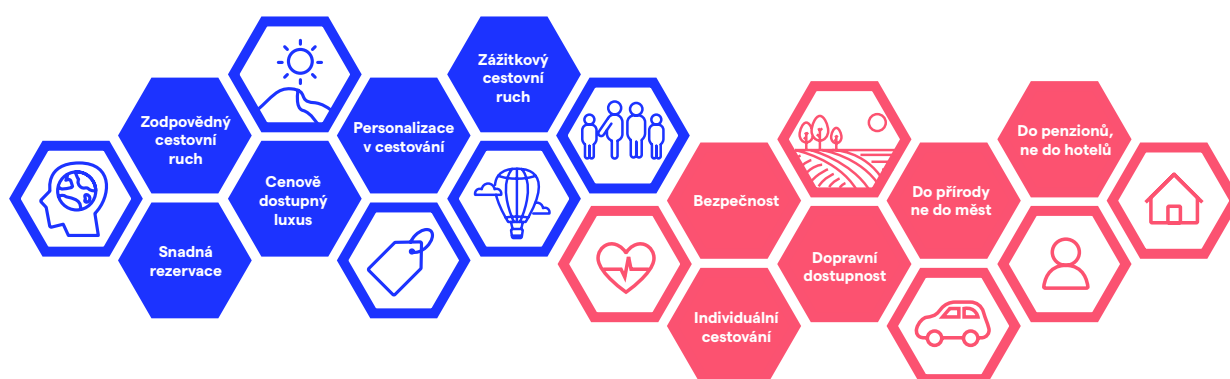 Zodpovědný
cestovní
ruch
Snadná
rezervace
Cenově
dostupný
luxus
Personalizace
v cestování
Zážitkový
cestovní
ruch
Bezpečnost
Individuální
cestování
Dopravní
dostupnost
Do přírody
ne do měst
Do penzionů,
ne do hotelů